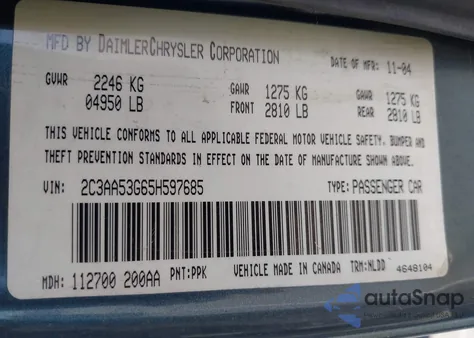 MFD BY DAIMLERCHRYSLER CORPORATION DATE OF MFR: 11-04
GVWR 2246 KG GAWR 1275 KG GAWR 1275 KG
04950 LB FRONT 2810 LB REAR 2810 LB
THIS VEHICLE CONFORMS TO ALL APPLICABLE FEDERAL MOTOR VEHICLE SAFETY, BUMPER AND
THEFT PREVENTION STANDARDS IN EFFECT ON THE DATE OF MANUFACTURE SHOWN ABOVE.
VIN: 2C3AA53G65H597685 TYPE: PASSENGER CAR
MDH: 112700 200AA PNT: PPK VEHICLE MADE IN CANADA TRM: NLDD 4648104
autoSnap